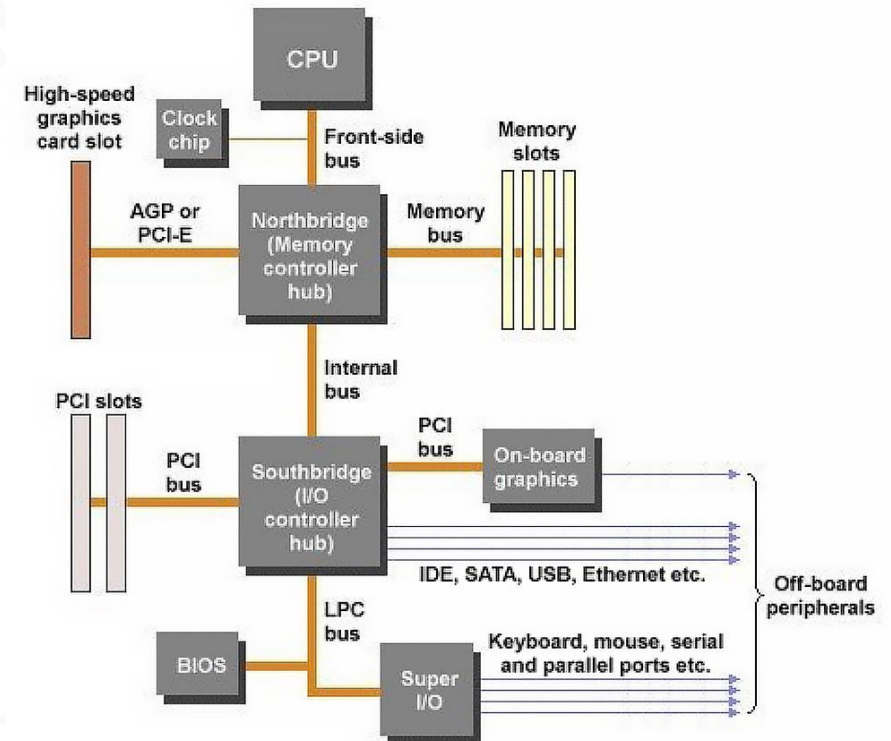 CPU
High-speed
graphics
card slot
Clock
chip
Front-side
bus
Memory
slots
AGP or
PCI-E
Northbridge
(Memory
controller
hub)
Memory
bus
Internal
bus
PCI slots
PCI
bus
Southbridge
(I/O
controller
hub)
PCI
bus
On-board
graphics
IDE, SATA, USB, Ethernet etc.
Off-board
peripherals
LPC
bus
BIOS
Super
I/O
Keyboard, mouse, serial
and parallel ports etc.